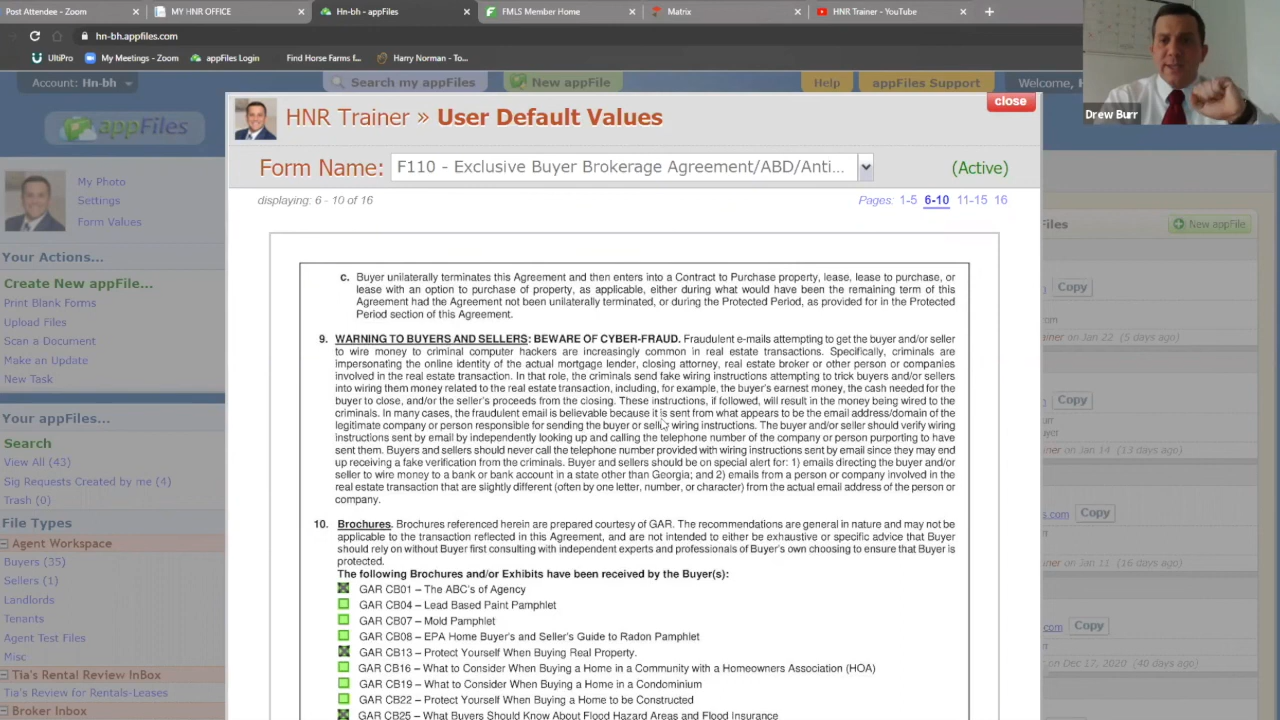 Post Attendee - Zoom
MY HNR OFFICE
Hn-bh - appFiles
FMLS Member Home
Matrix
HNR Trainer - YouTube
hn-bh.appfiles.com
UltiPro
My Meetings - Zoom
appFiles Login
Find Horse Farms f...
Harry Norman - To...
Drew Burr
Account: Hn-bh
Search my appFiles
New appFile
Help
appFiles Support
Welcome, H
close
appFiles
HNR Trainer » User Default Values
Form Name: F110 - Exclusive Buyer Brokerage Agreement/ABD/Anti... (Active)
displaying: 6 - 10 of 16
Pages: 1-5 6-10 11-15 16
My Photo
Settings
Form Values
Your Actions...
Create New appFile...
Print Blank Forms
Upload Files
Scan a Document
Make an Update
New Task
Your appFiles...
Search
View All (43)
Sig Requests Created by me (4)
Trash (0)
File Types
Agent Workspace
Buyers (35)
Sellers (1)
Landlords
Tenants
Agent Test Files
Misc
Tia's Rental Review InBox
Tia's Review for Rentals-Leases
Broker Inbox
c. Buyer unilaterally terminates this Agreement and then enters into a Contract to Purchase property, lease, lease to purchase, or
lease with an option to purchase of property, as applicable, either during what would have been the remaining term of this
Agreement had the Agreement not been unilaterally terminated, or during the Protected Period, as provided for in the Protected
Period section of this Agreement.
9. WARNING TO BUYERS AND SELLERS: BEWARE OF CYBER-FRAUD. Fraudulent e-mails attempting to get the buyer and/or seller
to wire money to criminal computer hackers are increasingly common in real estate transactions. Specifically, criminals are
impersonating the online identity of the actual mortgage lender, closing attorney, real estate broker or other person or companies
involved in the real estate transaction. In that role, the criminals send fake wiring instructions attempting to trick buyers and/or sellers
into wiring them money related to the real estate transaction, including, for example, the buyer's earnest money, the cash needed for the
buyer to close, and/or the seller's proceeds from the closing. These instructions, if followed, will result in the money being wired to the
criminals. In many cases, the fraudulent email is believable because it is sent from what appears to be the email address/domain of the
legitimate company or person responsible for sending the buyer or seller wiring instructions. The buyer and/or seller should verify wiring
instructions sent by email by independently looking up and calling the telephone number of the company or person purporting to have
sent them. Buyers and sellers should never call the telephone number provided with wiring instructions sent by email since they may end
up receiving a fake verification from the criminals. Buyer and sellers should be on special alert for: 1) emails directing the buyer and/or
seller to wire money to a bank or bank account in a state other than Georgia; and 2) emails from a person or company involved in the
real estate transaction that are slightly different (often by one letter, number, or character) from the actual email address of the person or
company.
10. Brochures. Brochures referenced herein are prepared courtesy of GAR. The recommendations are general in nature and may not be
applicable to the transaction reflected in this Agreement, and are not intended to either be exhaustive or specific advice that Buyer
should rely on without Buyer first consulting with independent experts and professionals of Buyer's own choosing to ensure that Buyer is
protected.
The following Brochures and/or Exhibits have been received by the Buyer(s):
GAR CB01 – The ABC's of Agency
GAR CB04 – Lead Based Paint Pamphlet
GAR CB07 – Mold Pamphlet
GAR CB08 – EPA Home Buyer's and Seller's Guide to Radon Pamphlet
GAR CB13 – Protect Yourself When Buying Real Property.
GAR CB16 – What to Consider When Buying a Home in a Community with a Homeowners Association (HOA)
GAR CB19 – What to Consider When Buying a Home in a Condominium
GAR CB22 – Protect Yourself When Buying a Home to be Constructed
GAR CB25 – What Buyers Should Know About Flood Hazard Areas and Flood Insurance
Files
New appFile
Copy
ainer - on Jan 22 (5 days ago)
Copy
on Jan 14 (13 days ago)
s.com Copy
iner - on Jan 11 (16 days ago)
com Copy
on Dec 17, 2020 (40 days ago)